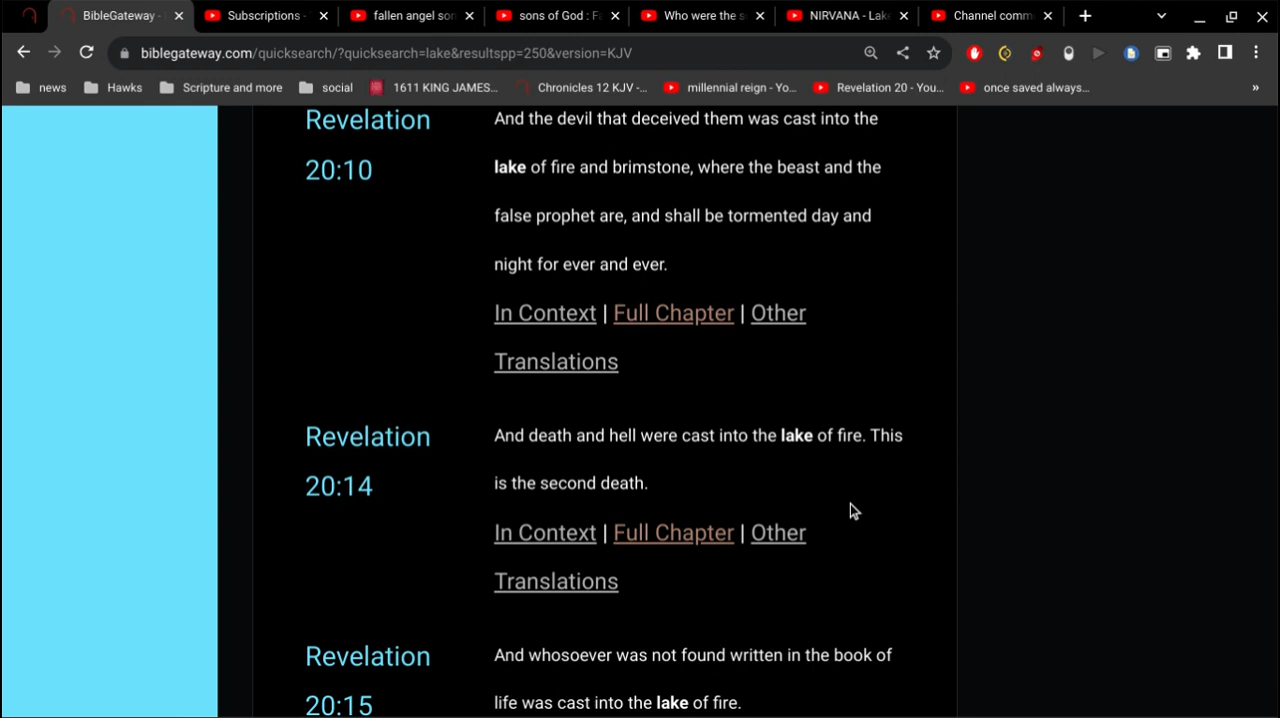 BibleGateway -
Subscriptions -
fallen angel son
sons of God : Fa
Who were the s
NIRVANA - Lak
Channel comm
biblegateway.com/quicksearch/?quicksearch=lake&resultspp=250&version=KJV
news
Hawks
Scripture and more
social
1611 KING JAMES...
Chronicles 12 KJV -...
millennial reign - Yo...
Revelation 20 - You...
once saved always...
»
Revelation
20:10
And the devil that deceived them was cast into the
lake of fire and brimstone, where the beast and the
false prophet are, and shall be tormented day and
night for ever and ever.
In Context | Full Chapter | Other
Translations
Revelation
20:14
And death and hell were cast into the lake of fire. This
is the second death.
In Context | Full Chapter | Other
Translations
Revelation
20:15
And whosoever was not found written in the book of
life was cast into the lake of fire.